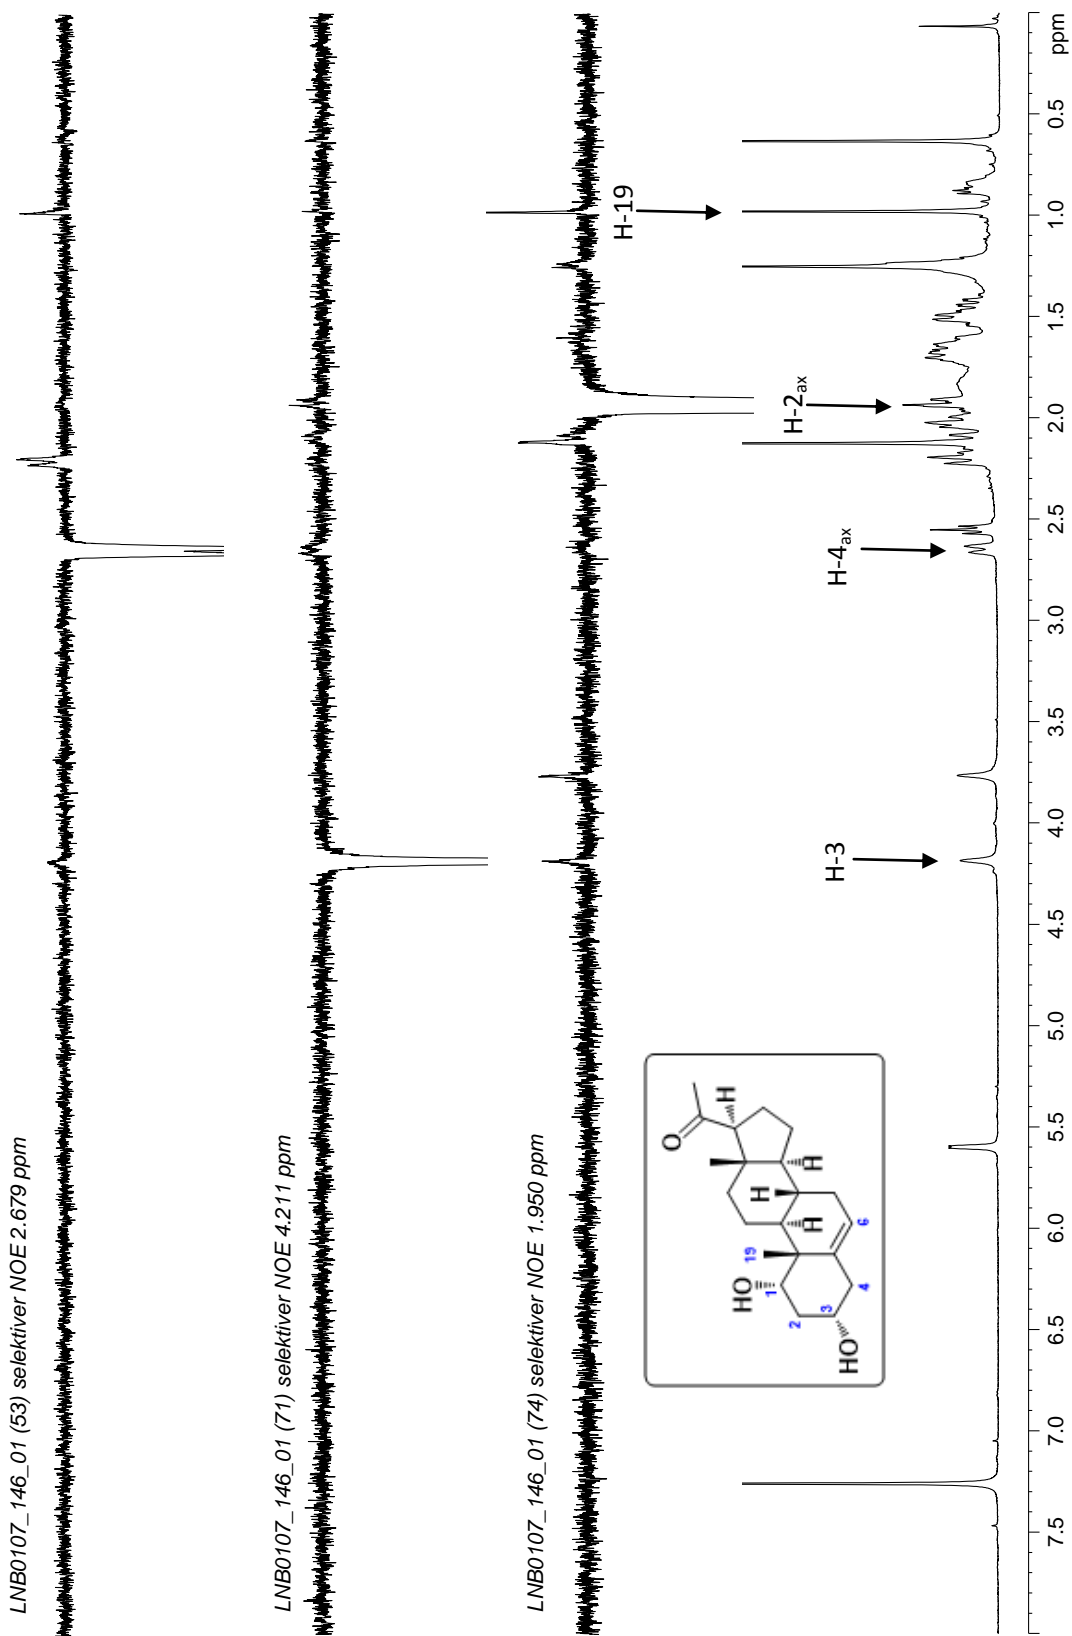 LNB0107_146_01 (53) selektiver NOE 2.679 ppm
LNB0107_146_01 (71) selektiver NOE 4.211 ppm
LNB0107_146_01 (74) selektiver NOE 1.950 ppm
H-3
H-4ax
H-2ax
H-19
O
H
H
H
H
HO
HO
19
1
2
3
4
6
7.5 7.0 6.5 6.0 5.5 5.0 4.5 4.0 3.5 3.0 2.5 2.0 1.5 1.0 0.5 ppm